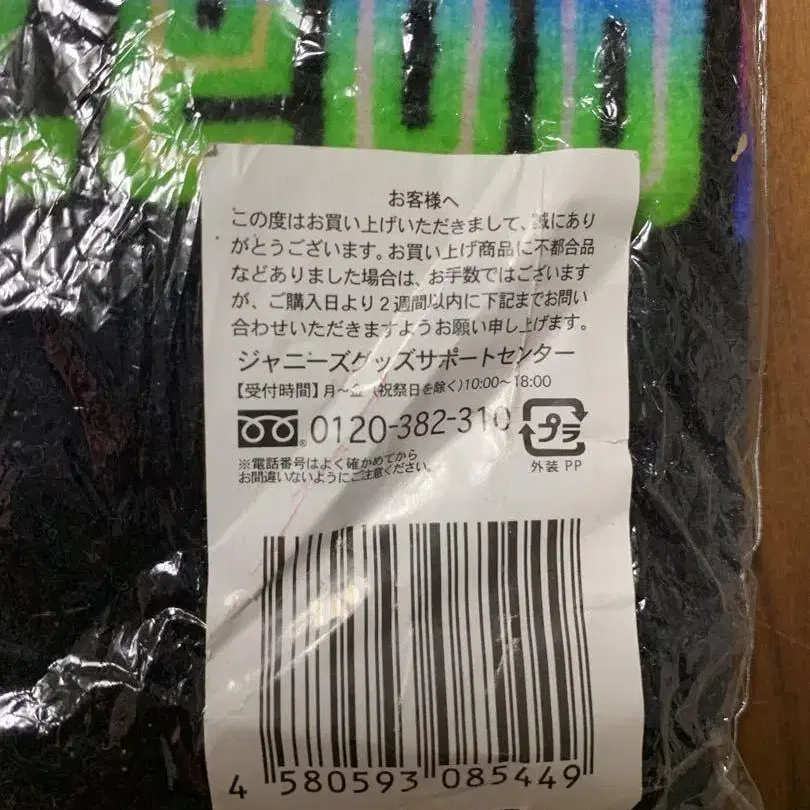 お客様へ
この度はお買い上げいただきまして、誠にあり
がとうございます。お買い上げ商品に不都合品
などありました場合は、お手数ではございます
が、ご購入日より２週間以内に下記までお問い
合わせいただきますようお願い申し上げます。
ジャニーズグッズサポートセンター
【受付時間】月～金（祝祭日を除く）10:00～18:00
0120-382-310
プラ
外装 PP
※電話番号はよく確かめてから
お間違いないようにご注意ください。
4 580593 085449